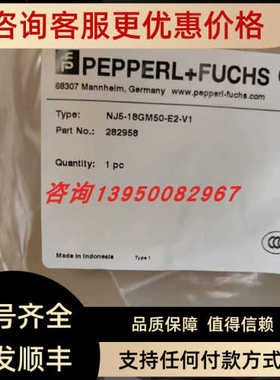 咨询客服更优惠价格
PEPPERL+FUCHS
68307 Mannheim, Germany www.pepperl-fuchs.com
Type: NJ5-18GM50-E2-V1
Part No.: 282958
Quantity: 1 pc
咨询13950082967
Made in Indonesia
Type 1
号齐全
发顺丰
品质保障 值得信赖
支持任何付款方式